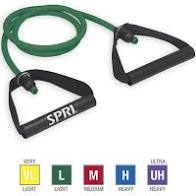 SPRI
VERY ULTRA
VL L M H UH
LIGHT LIGHT MEDIUM HEAVY HEAVY